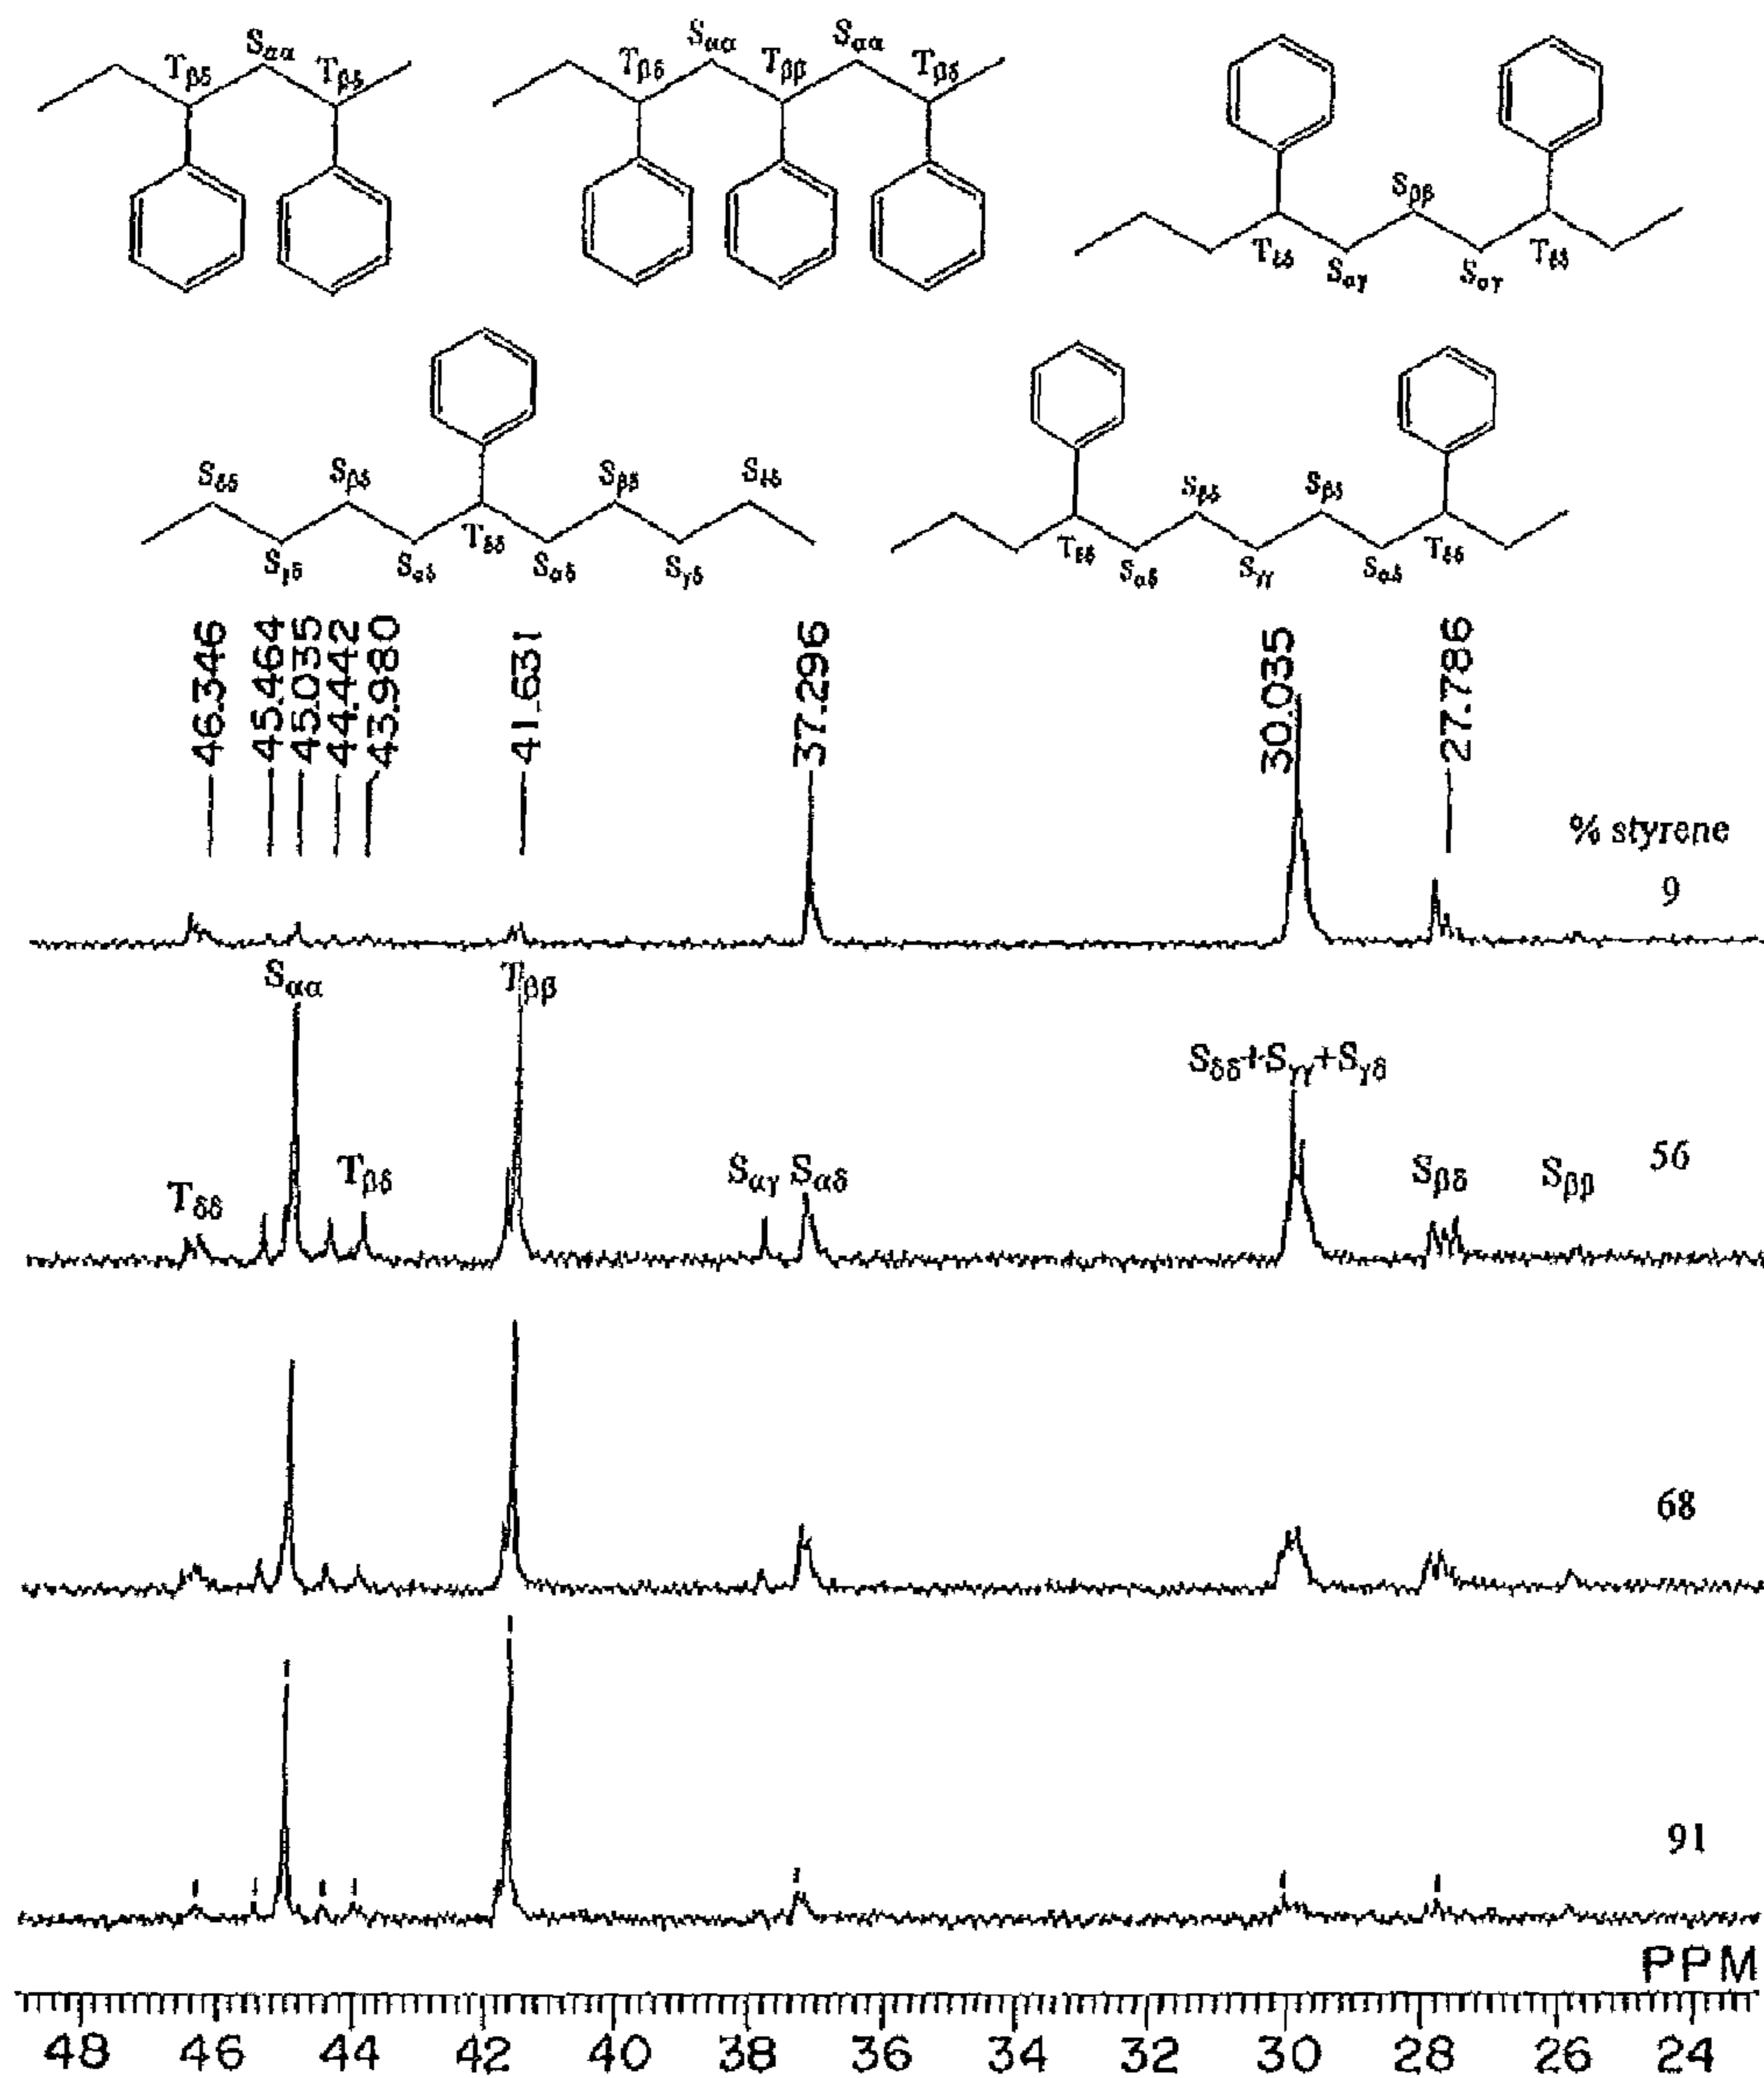 Tβδ Sαα Tβδ
Tβδ Sαα Tββ Sαα Tβδ
Tδδ Sαγ Sββ Sαγ Tδδ
Sδδ Sγδ Sβδ Sαδ Tδδ Sαδ Sβδ Sγδ Sδδ
Tδδ Sαδ Sβδ Sγγ Sβδ Sαδ Tδδ
46.346
45.464
45.035
44.442
43.980
41.631
37.296
30.035
27.786
% styrene
9
Sαα Tββ
Tδδ Tβδ Sαγ Sαδ Sδδ+Sγγ+Sγδ Sβδ Sββ
56
68
91
PPM
48 46 44 42 40 38 36 34 32 30 28 26 24